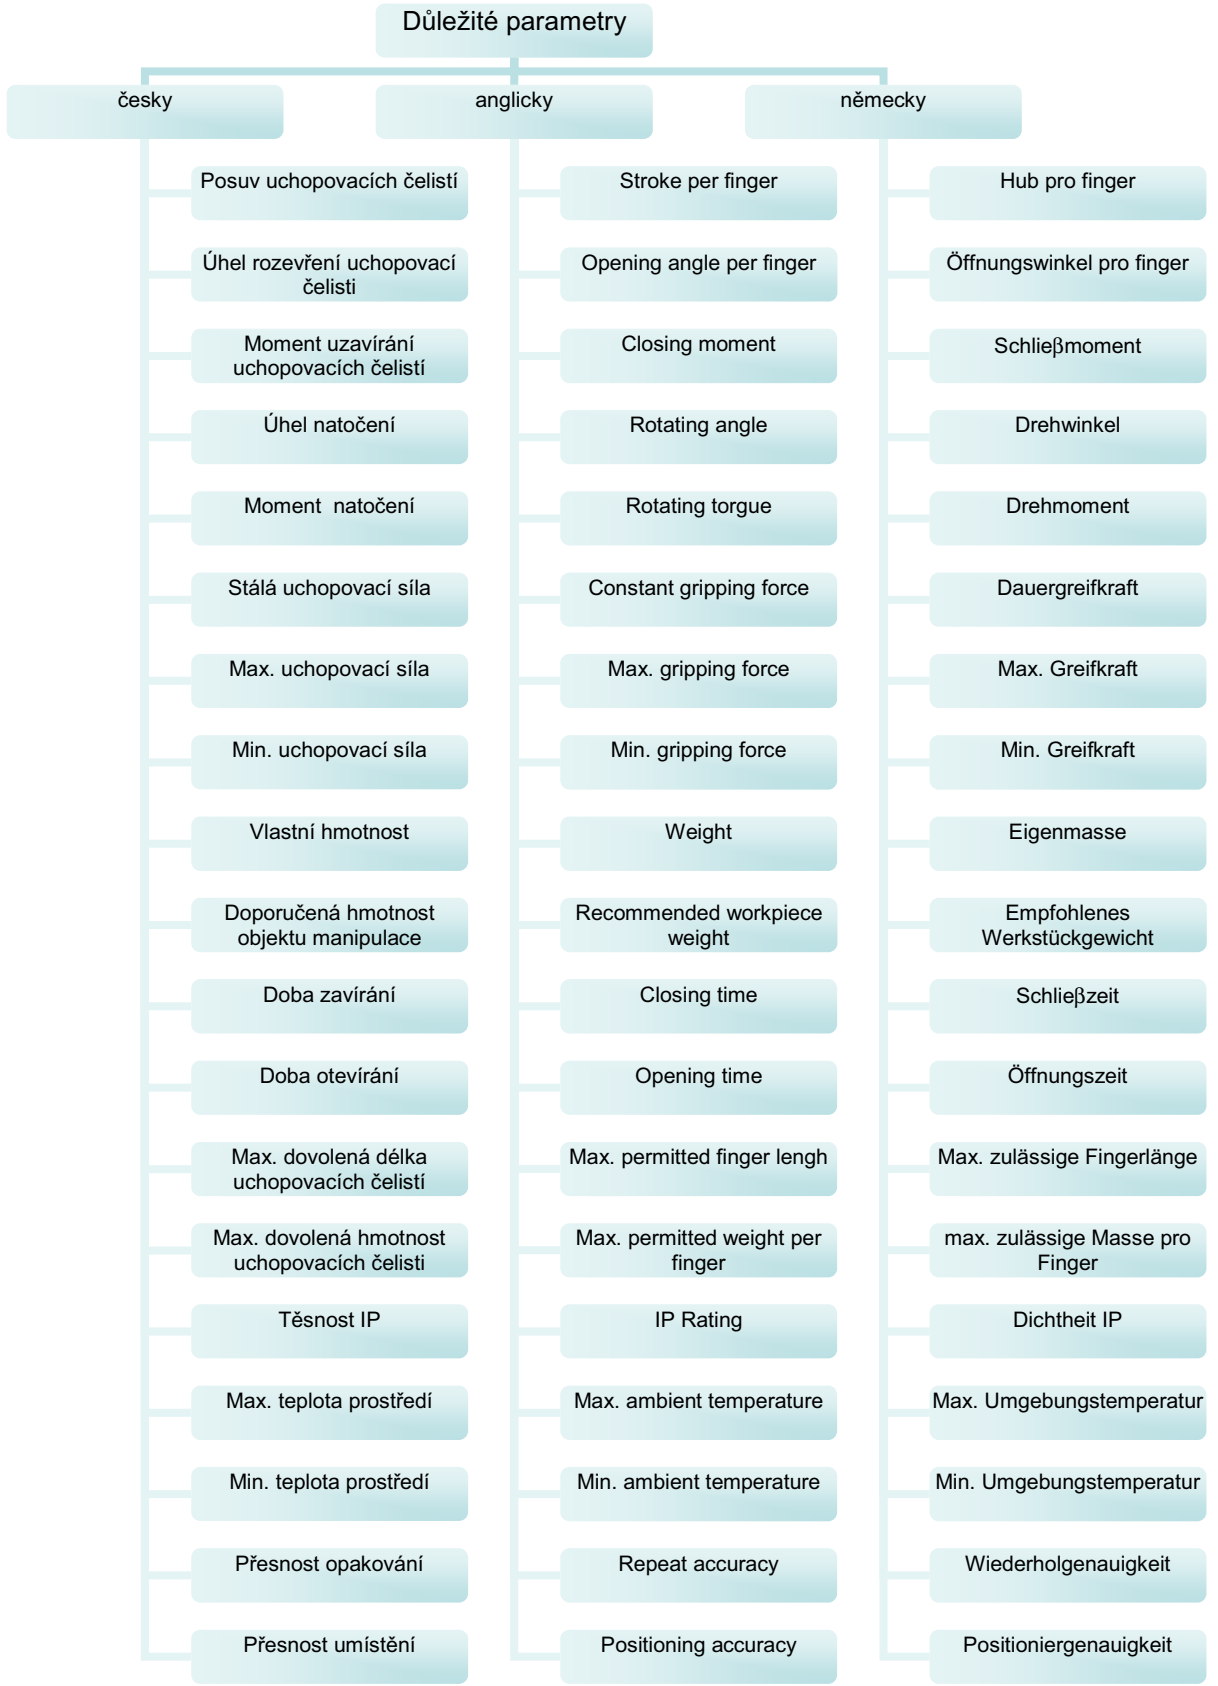 Důležité parametry
česky
anglicky
německy
Posuv uchopovacích čelistí
Stroke per finger
Hub pro finger
Úhel rozevření uchopovací
čelisti
Opening angle per finger
Öffnungswinkel pro finger
Moment uzavírání
uchopovacích čelistí
Closing moment
Schlieβmoment
Úhel natočení
Rotating angle
Drehwinkel
Moment  natočení
Rotating torgue
Drehmoment
Stálá uchopovací síla
Constant gripping force
Dauergreifkraft
Max. uchopovací síla
Max. gripping force
Max. Greifkraft
Min. uchopovací síla
Min. gripping force
Min. Greifkraft
Vlastní hmotnost
Weight
Eigenmasse
Doporučená hmotnost
objektu manipulace
Recommended workpiece
weight
Empfohlenes
Werkstückgewicht
Doba zavírání
Closing time
Schlieβzeit
Doba otevírání
Opening time
Öffnungszeit
Max. dovolená délka
uchopovacích čelistí
Max. permitted finger lengh
Max. zulässige Fingerlänge
Max. dovolená hmotnost
uchopovacích čelisti
Max. permitted weight per
finger
max. zulässige Masse pro
Finger
Těsnost IP
IP Rating
Dichtheit IP
Max. teplota prostředí
Max. ambient temperature
Max. Umgebungstemperatur
Min. teplota prostředí
Min. ambient temperature
Min. Umgebungstemperatur
Přesnost opakování
Repeat accuracy
Wiederholgenauigkeit
Přesnost umístění
Positioning accuracy
Positioniergenauigkeit